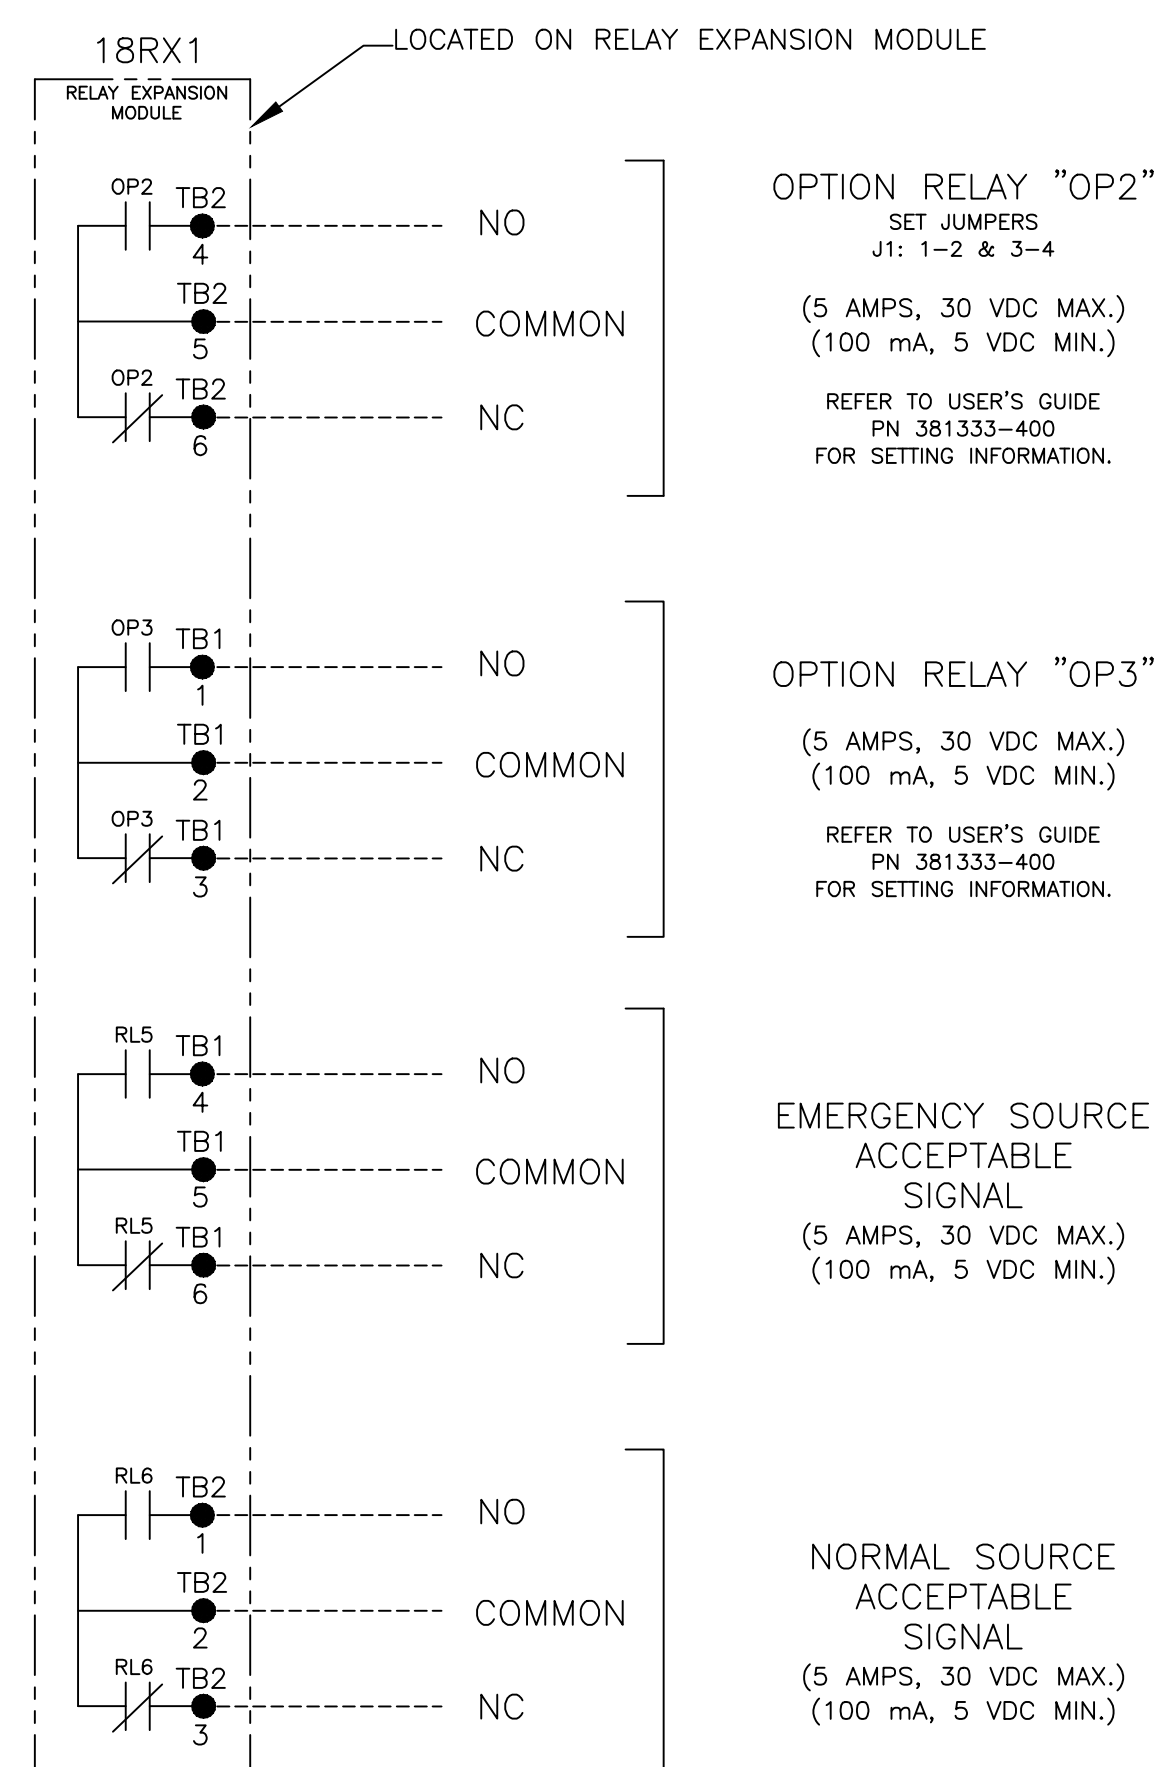 18RX1
LOCATED ON RELAY EXPANSION MODULE
RELAY EXPANSION
MODULE
OP2
TB2
4
NO
TB2
5
COMMON
OP2
TB2
6
NC
OPTION RELAY "OP2"
SET JUMPERS
J1: 1-2 & 3-4
(5 AMPS, 30 VDC MAX.)
(100 mA, 5 VDC MIN.)
REFER TO USER'S GUIDE
PN 381333-400
FOR SETTING INFORMATION.
OP3
TB1
1
NO
TB1
2
COMMON
OP3
TB1
3
NC
OPTION RELAY "OP3"
(5 AMPS, 30 VDC MAX.)
(100 mA, 5 VDC MIN.)
REFER TO USER'S GUIDE
PN 381333-400
FOR SETTING INFORMATION.
RL5
TB1
4
NO
TB1
5
COMMON
RL5
TB1
6
NC
EMERGENCY SOURCE
ACCEPTABLE
SIGNAL
(5 AMPS, 30 VDC MAX.)
(100 mA, 5 VDC MIN.)
RL6
TB2
1
NO
TB2
2
COMMON
RL6
TB2
3
NC
NORMAL SOURCE
ACCEPTABLE
SIGNAL
(5 AMPS, 30 VDC MAX.)
(100 mA, 5 VDC MIN.)